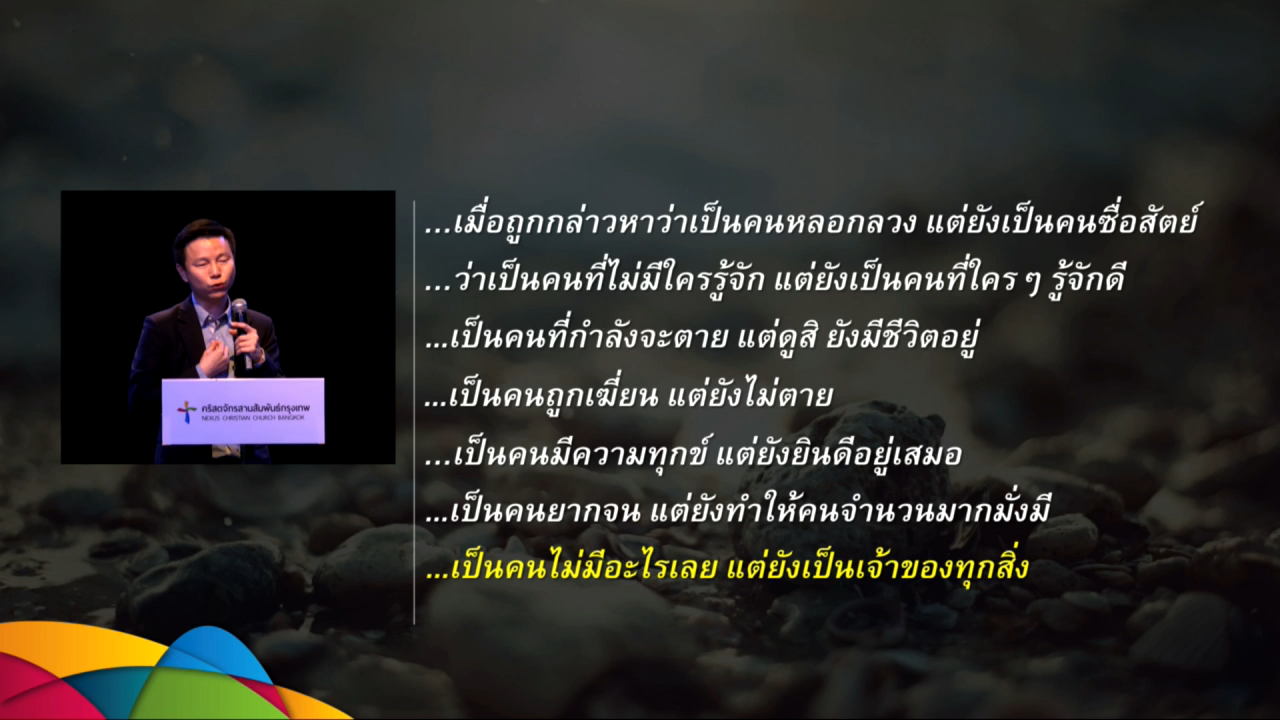 ...เมื่อถูกกล่าวหาว่าเป็นคนหลอกลวง แต่ยังเป็นคนซื่อสัตย์
...ว่าเป็นคนที่ไม่มีใครรู้จัก แต่ยังเป็นคนที่ใคร ๆ รู้จักดี
...เป็นคนที่กำลังจะตาย แต่ดูสิ ยังมีชีวิตอยู่
...เป็นคนถูกเฆี่ยน แต่ยังไม่ตาย
...เป็นคนมีความทุกข์ แต่ยังยินดีอยู่เสมอ
...เป็นคนยากจน แต่ยังทำให้คนจำนวนมากมั่งมี
...เป็นคนไม่มีอะไรเลย แต่ยังเป็นเจ้าของทุกสิ่ง
คริสตจักรสานสัมพันธ์กรุงเทพ
NEXUS CHRISTIAN CHURCH BANGKOK